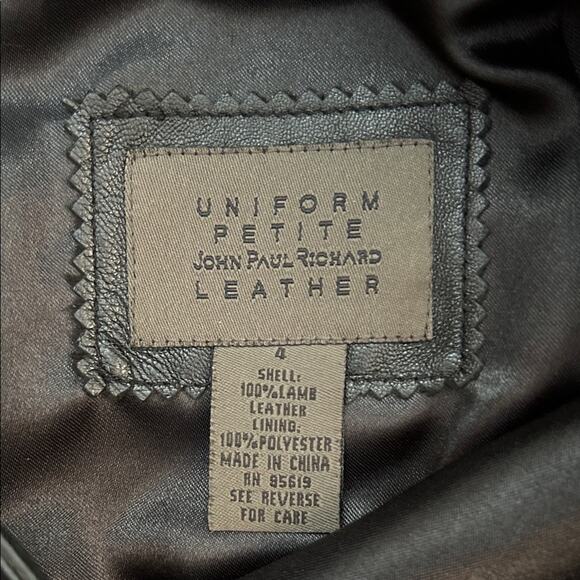 UNIFORM
PETITE
JOHN PAUL RICHARD
LEATHER
4
SHELL:
100%LAMB
LEATHER
LINING:
100%POLYESTER
MADE IN CHINA
RN 85619
SEE REVERSE
FOR CARE